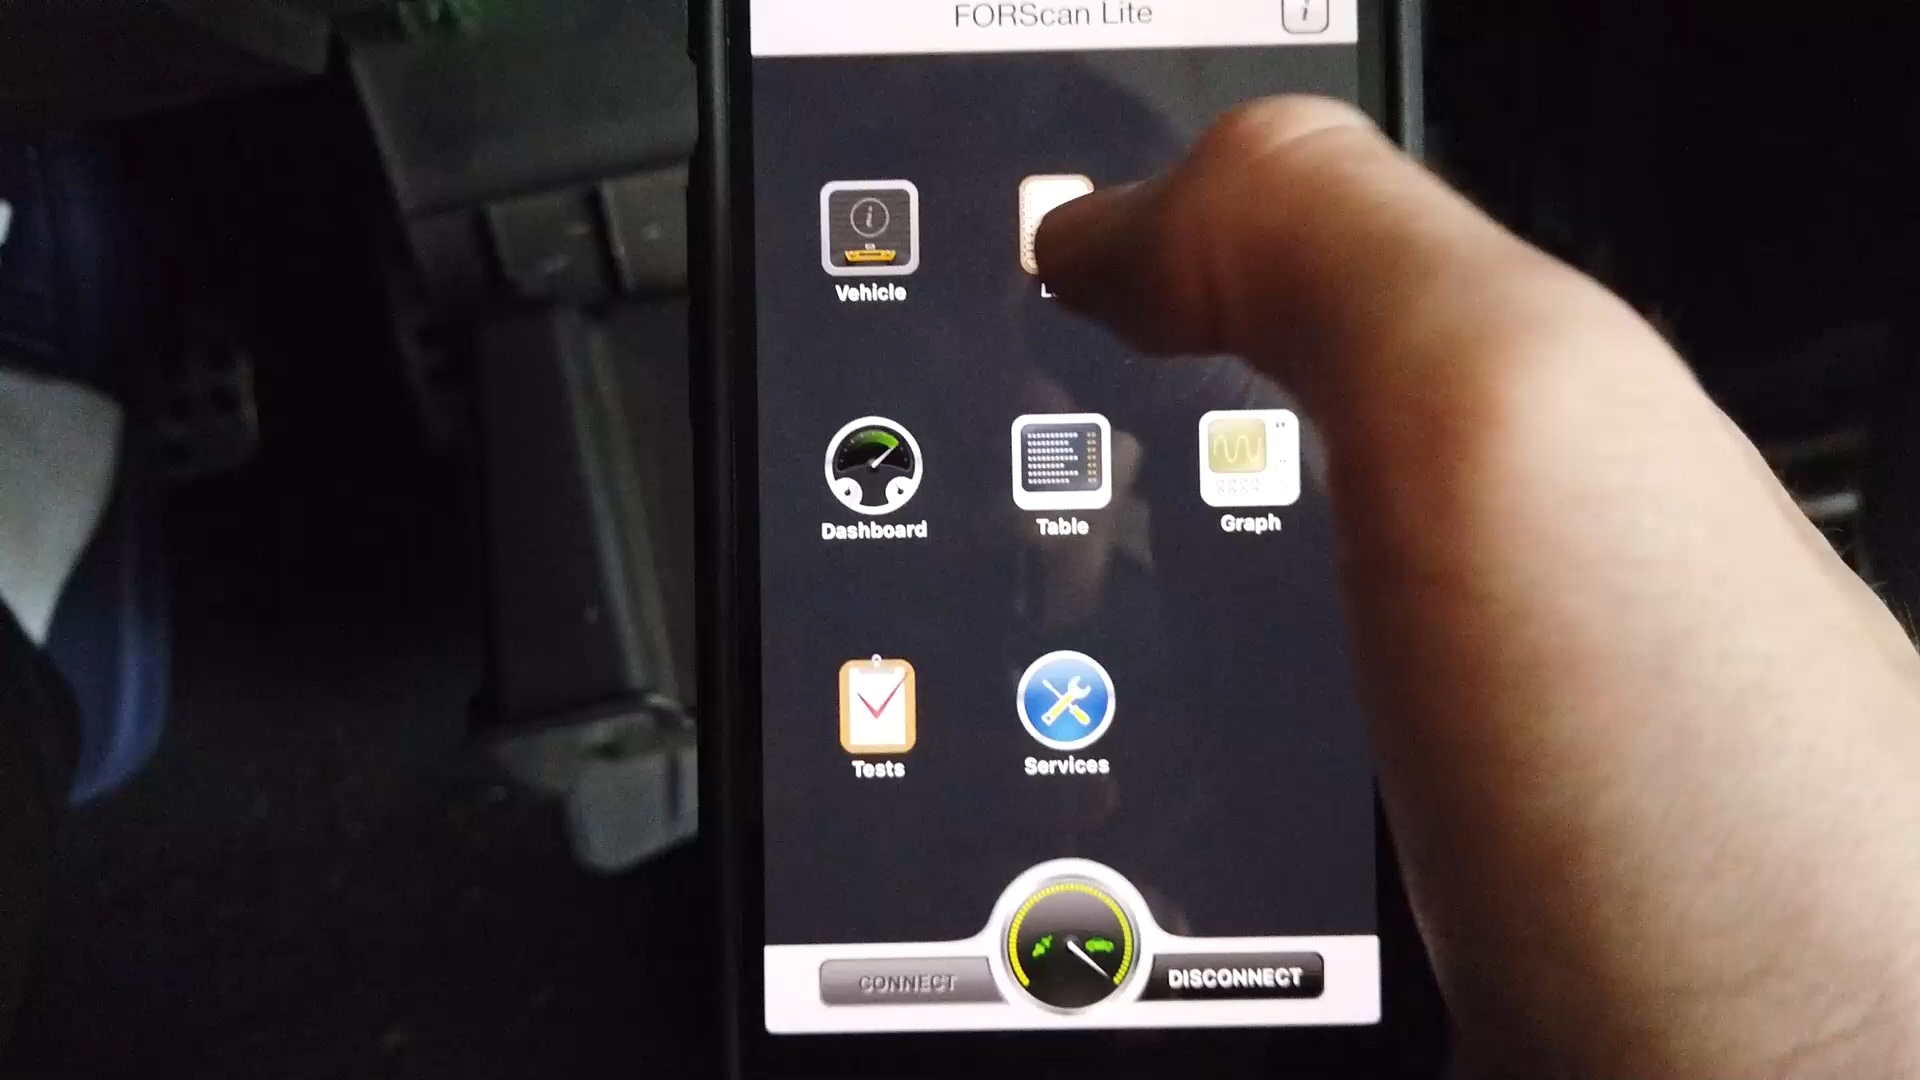 FORScan Lite
Vehicle
Dashboard
Table
Graph
Tests
Services
CONNECT
DISCONNECT